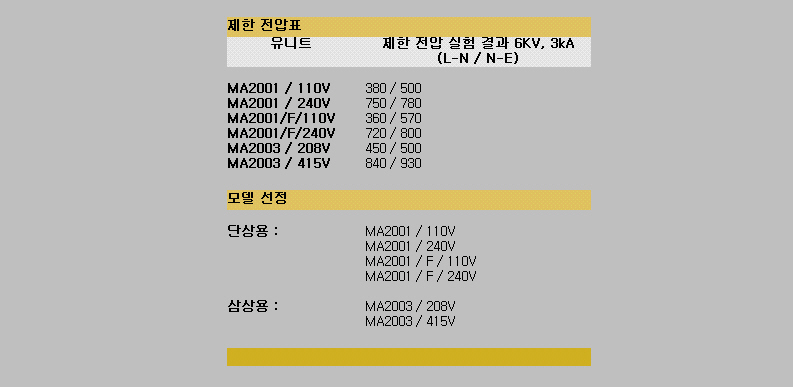 제한 전압표
유니트 제한 전압 실험 결과 6KV, 3kA
(L-N / N-E)
MA2001 / 110V 380 / 500
MA2001 / 240V 750 / 780
MA2001/F/110V 360 / 570
MA2001/F/240V 720 / 800
MA2003 / 208V 450 / 500
MA2003 / 415V 840 / 930
모델 선정
단상용 : MA2001 / 110V
MA2001 / 240V
MA2001 / F / 110V
MA2001 / F / 240V
삼상용 : MA2003 / 208V
MA2003 / 415V